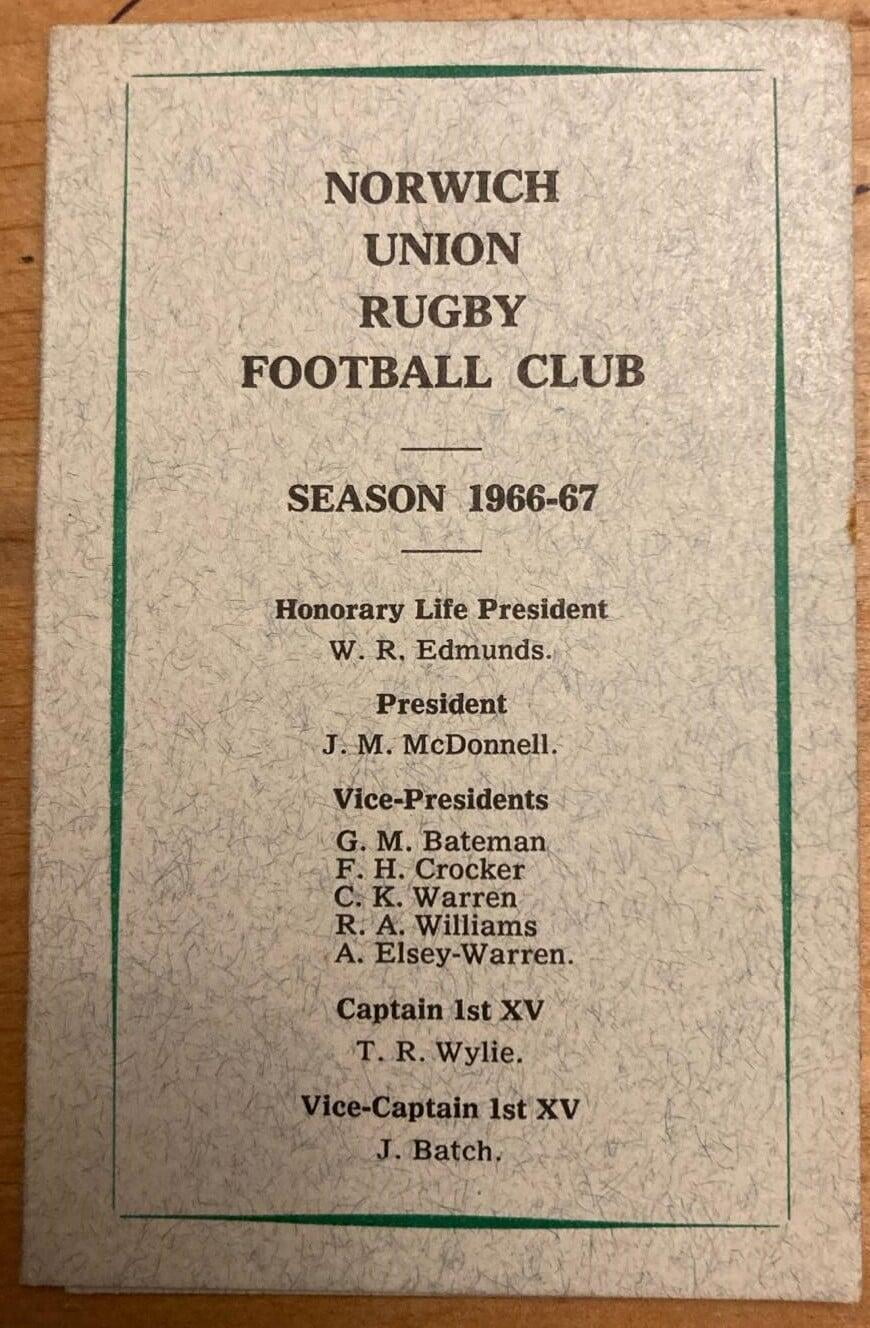 NORWICH
UNION
RUGBY
FOOTBALL CLUB
SEASON 1966-67
Honorary Life President
W. R. Edmunds.
President
J. M. McDonnell.
Vice-Presidents
G. M. Bateman
F. H. Crocker
C. K. Warren
R. A. Williams
A. Elsey-Warren.
Captain 1st XV
T. R. Wylie.
Vice-Captain 1st XV
J. Batch.